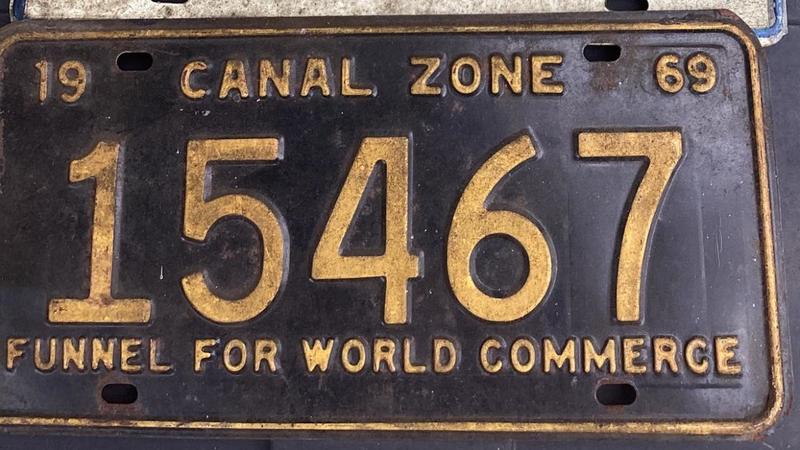 19 CANAL ZONE 69
15467
FUNNEL FOR WORLD COMMERCE